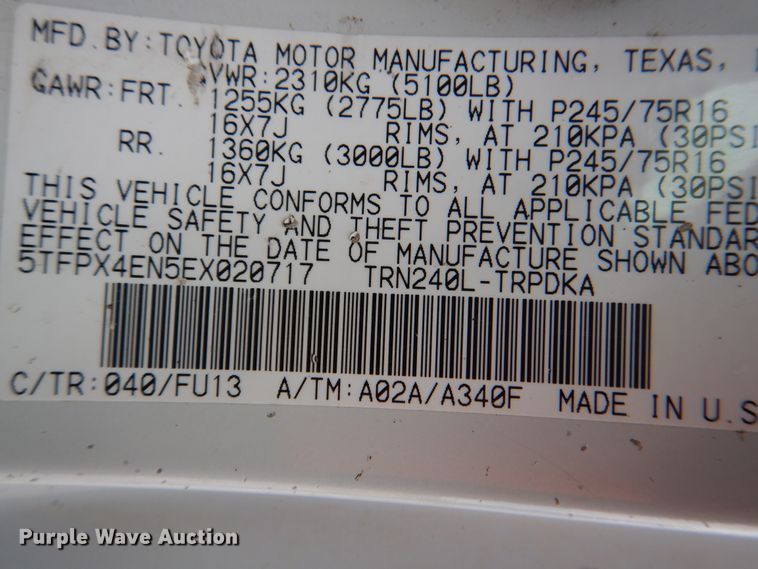 MFD. BY: TOYOTA MOTOR MANUFACTURING, TEXAS,
GVWR: 2310KG (5100LB)
GAWR: FRT. 1255KG (2775LB) WITH P245/75R16
16X7J RIMS, AT 210KPA (30PSI
RR. 1360KG (3000LB) WITH P245/75R16
16X7J RIMS, AT 210KPA (30PSI
THIS VEHICLE CONFORMS TO ALL APPLICABLE FED
VEHICLE SAFETY AND THEFT PREVENTION STANDAR
EFFECT ON THE DATE OF MANUFACTURE SHOWN ABO
5TFPX4EN5EX020717 TRN240L-TRPDKA
C/TR: 040/FU13 A/TM: A02A/A340F MADE IN U.S
Purple Wave Auction